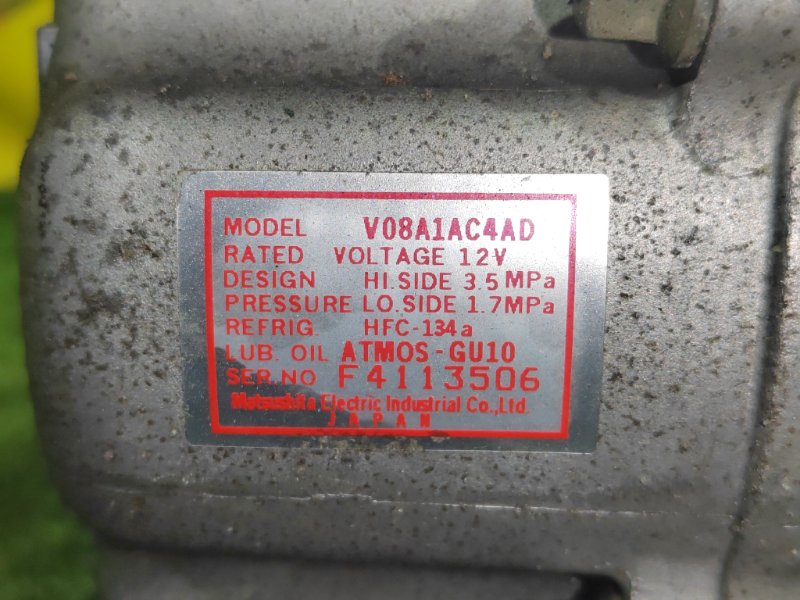 MODEL V08A1AC4AD
RATED VOLTAGE 12V
DESIGN HI.SIDE 3.5MPa
PRESSURE LO.SIDE 1.7MPa
REFRIG. HFC-134a
LUB. OIL ATMOS-GU10
SER.NO F4113506
Matsushita Electric Industrial Co.,Ltd.
JAPAN